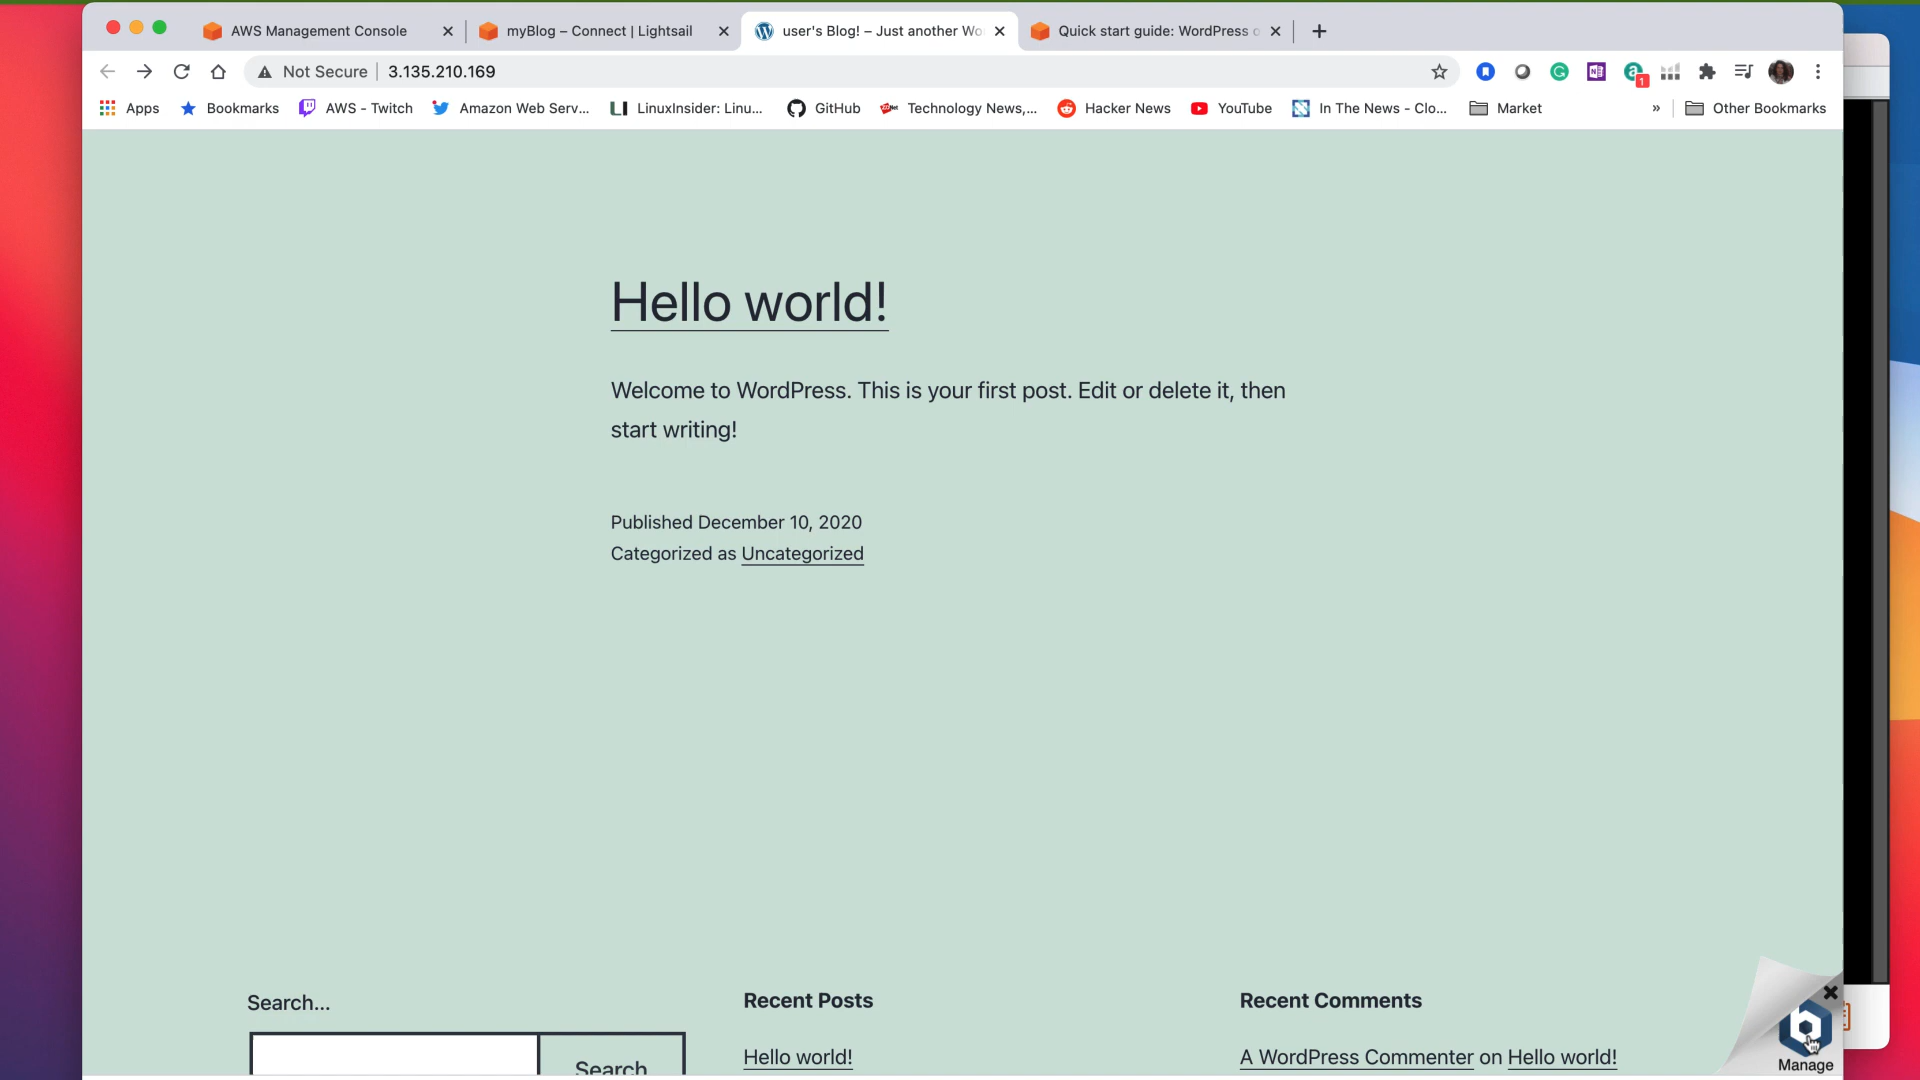 AWS Management Console
myBlog – Connect | Lightsail
user's Blog! – Just another Wo
Quick start guide: WordPress o
Not Secure
3.135.210.169
1
Apps
Bookmarks
AWS - Twitch
Amazon Web Serv...
LinuxInsider: Linu...
GitHub
Technology News,...
Hacker News
YouTube
In The News - Clo...
Market
»
Other Bookmarks
Hello world!
Welcome to WordPress. This is your first post. Edit or delete it, then
start writing!
Published December 10, 2020
Categorized as Uncategorized
Search...
Search
Recent Posts
Hello world!
Recent Comments
A WordPress Commenter on Hello world!
Manage